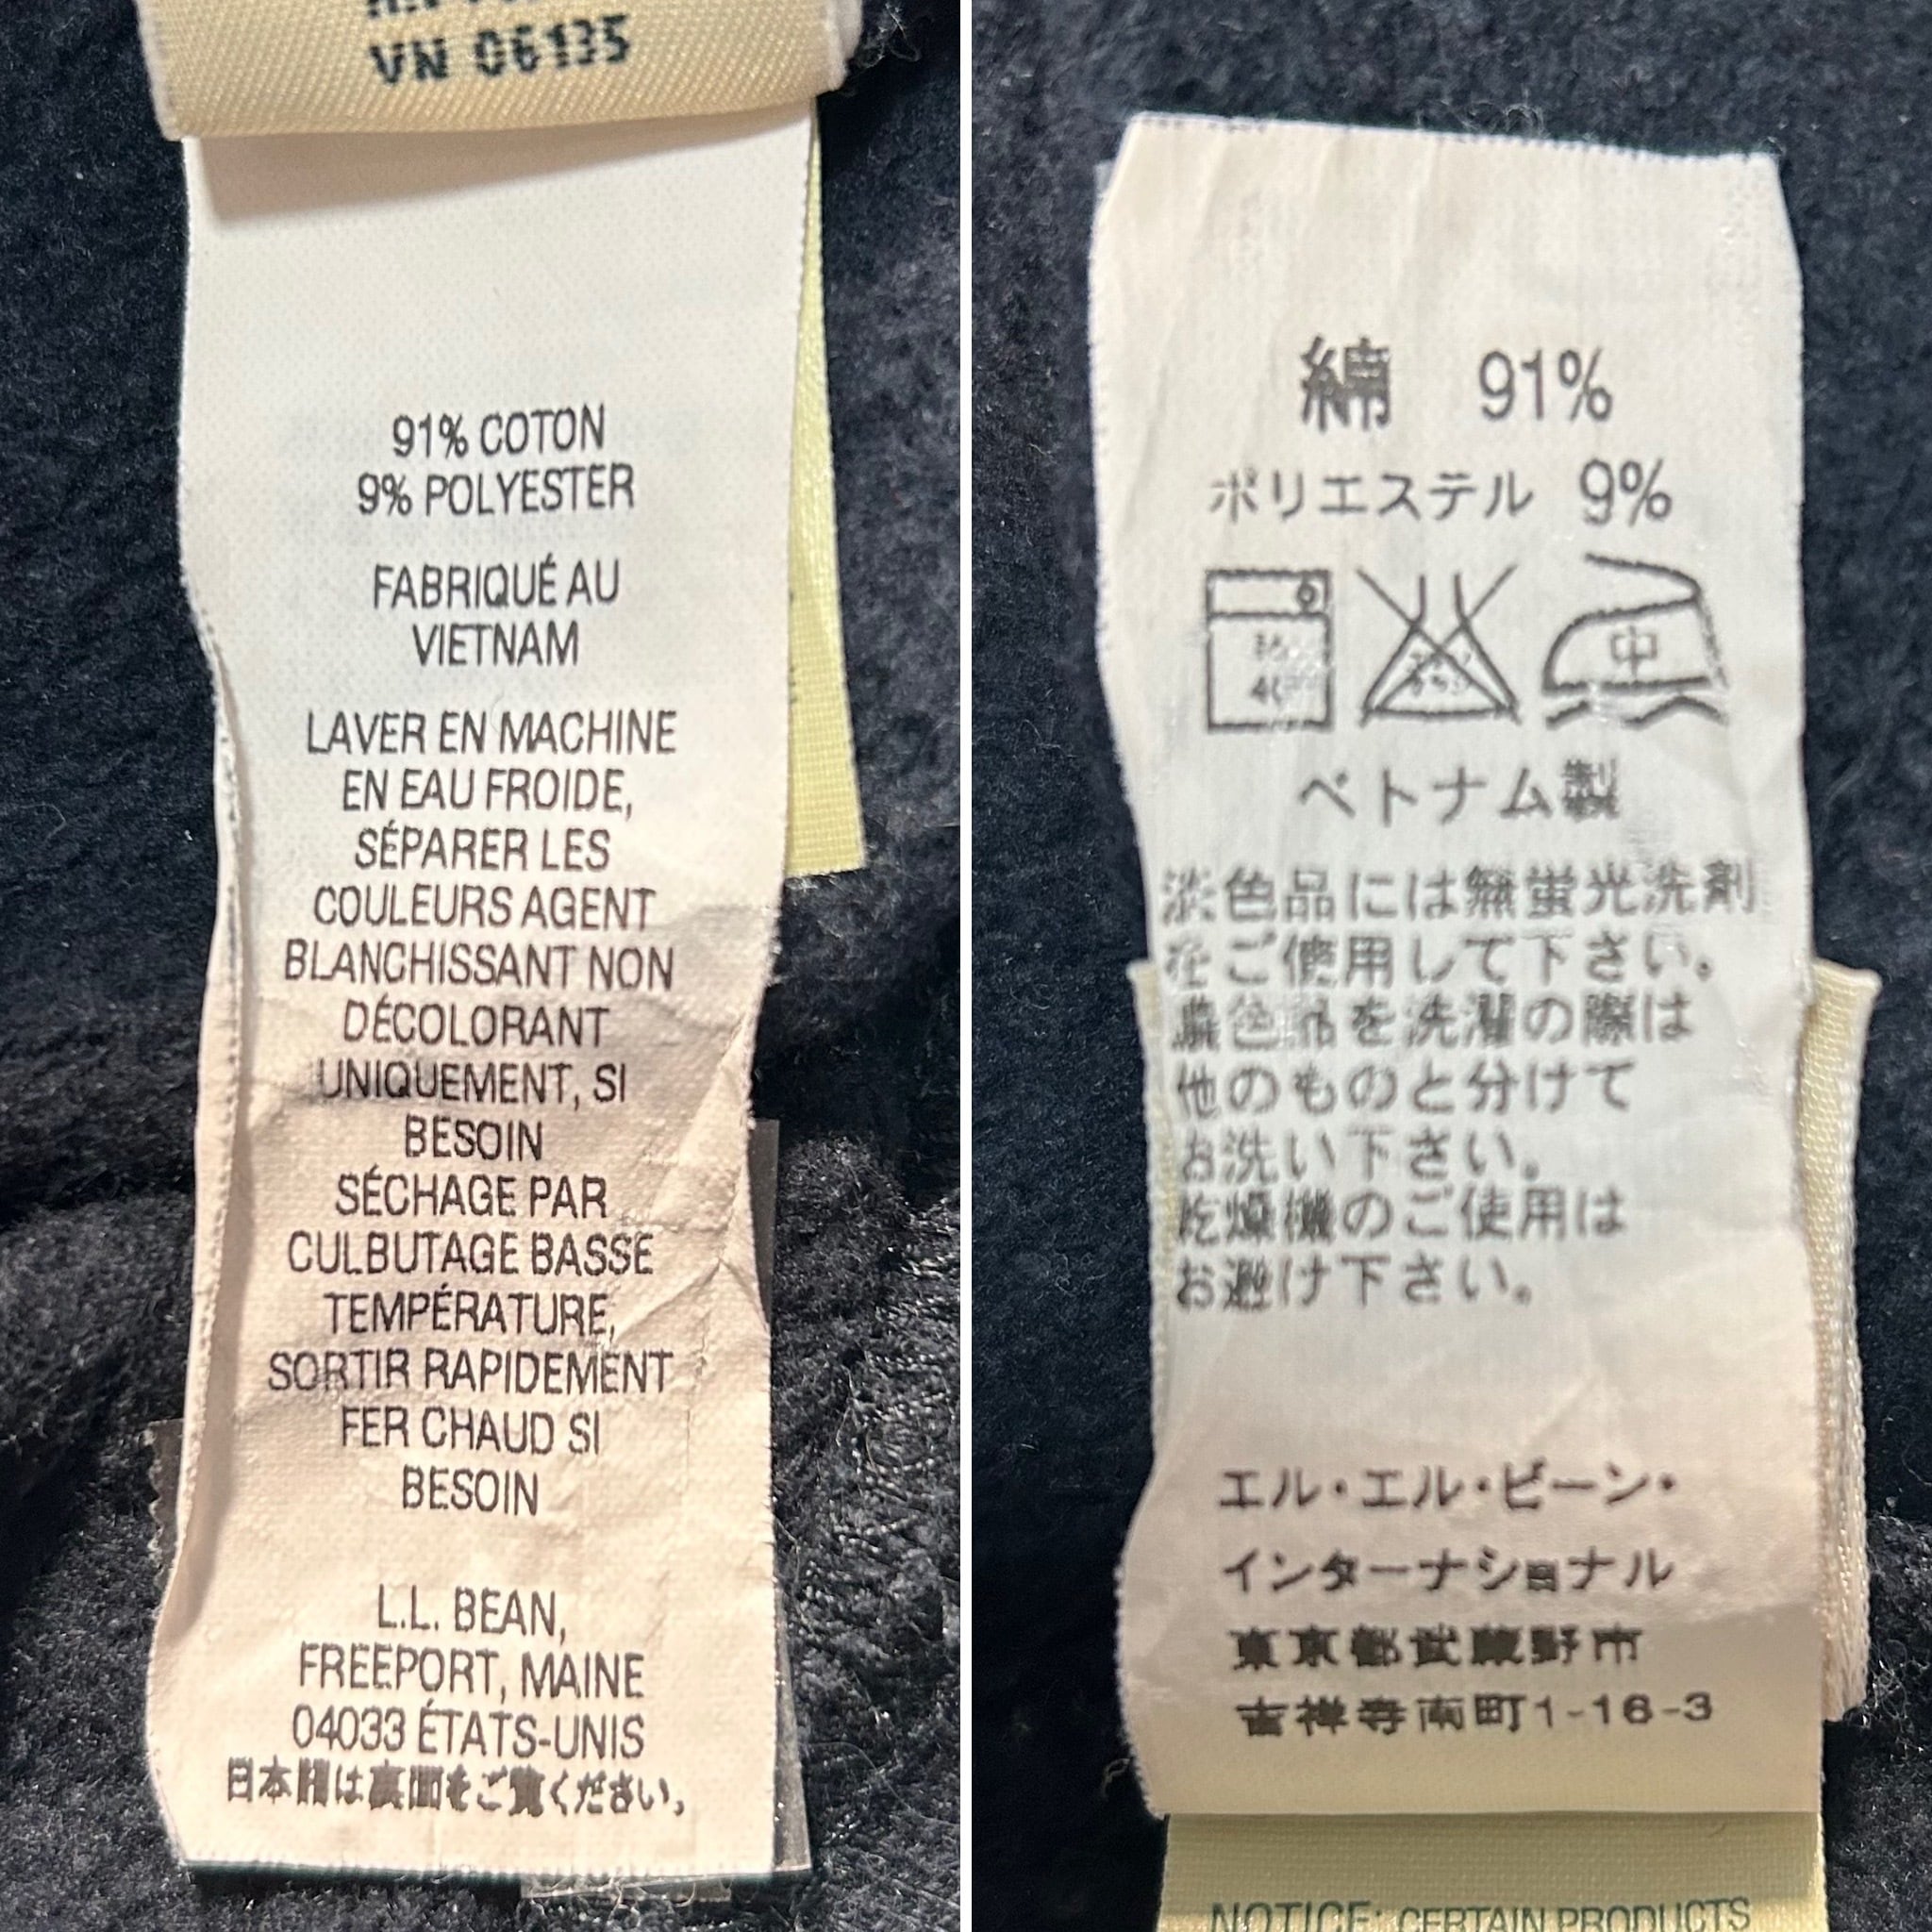 VN 06135
91% COTON
9% POLYESTER
FABRIQUÉ AU
VIETNAM
LAVER EN MACHINE
EN EAU FROIDE,
SÉPARER LES
COULEURS AGENT
BLANCHISSANT NON
DÉCOLORANT
UNIQUEMENT, SI
BESOIN
SÉCHAGE PAR
CULBUTAGE BASSE
TEMPÉRATURE,
SORTIR RAPIDEMENT
FER CHAUD SI
BESOIN
L.L. BEAN,
FREEPORT, MAINE
04033 ÉTATS-UNIS
日本語は裏面をご覧ください。
綿 91%
ポリエステル 9%
40
中
ベトナム製
淡色品には無蛍光洗剤
をご使用して下さい。
濃色品を洗濯の際は
他のものと分けて
お洗い下さい。
乾燥機のご使用は
お避け下さい。
エル・エル・ビーン・
インターナショナル
東京都武蔵野市
吉祥寺南町1-16-3
NOTICE: CERTAIN PRODUCTS